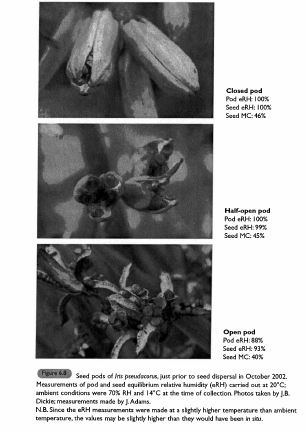 Closed pod
Pod eRH: 100%
Seed eRH: 100%
Seed MC: 46%
Half-open pod
Pod eRH: 100%
Seed eRH: 99%
Seed MC: 45%
Open pod
Pod eRH: 88%
Seed eRH: 93%
Seed MC: 40%
Figure 6.8 Seed pods of Iris pseudacorus, just prior to seed dispersal in October 2002.
Measurements of pod and seed equilibrium relative humidity (eRH) carried out at 20°C;
ambient conditions were 70% RH and 14°C at the time of collection. Photos taken by J.B.
Dickie; measurements made by J. Adams.
N.B. Since the eRH measurements were made at a slightly higher temperature than ambient
temperature, the values may be slightly higher than they would have been in situ.